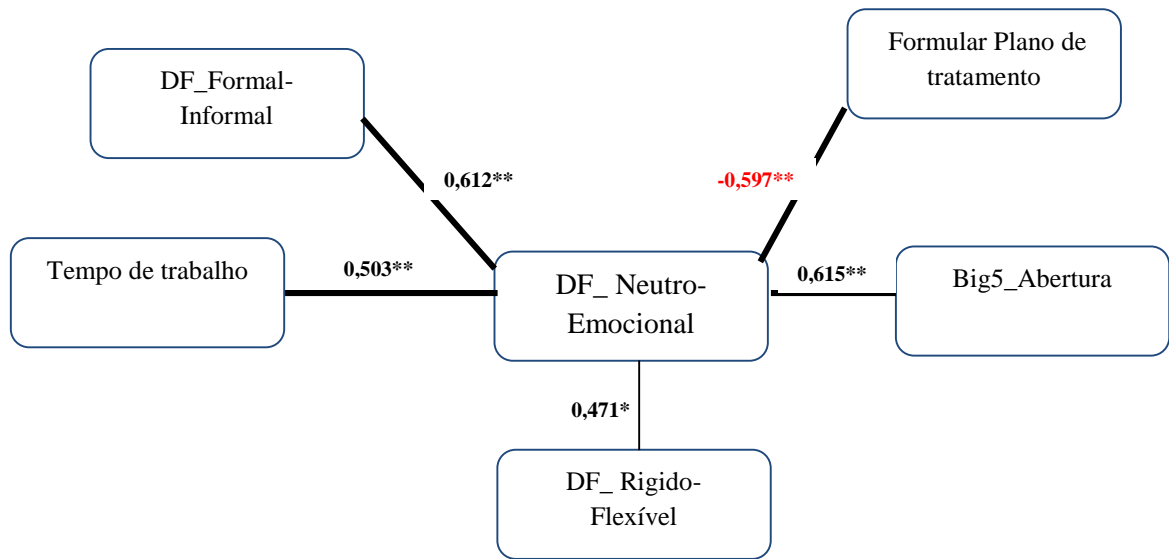 Formular Plano de
tratamento
DF_Formal-
Informal
0,612**
-0,597**
Tempo de trabalho
0,503**
DF_ Neutro-
Emocional
0,615**
Big5_Abertura
0,471*
DF_ Rigido-
Flexível